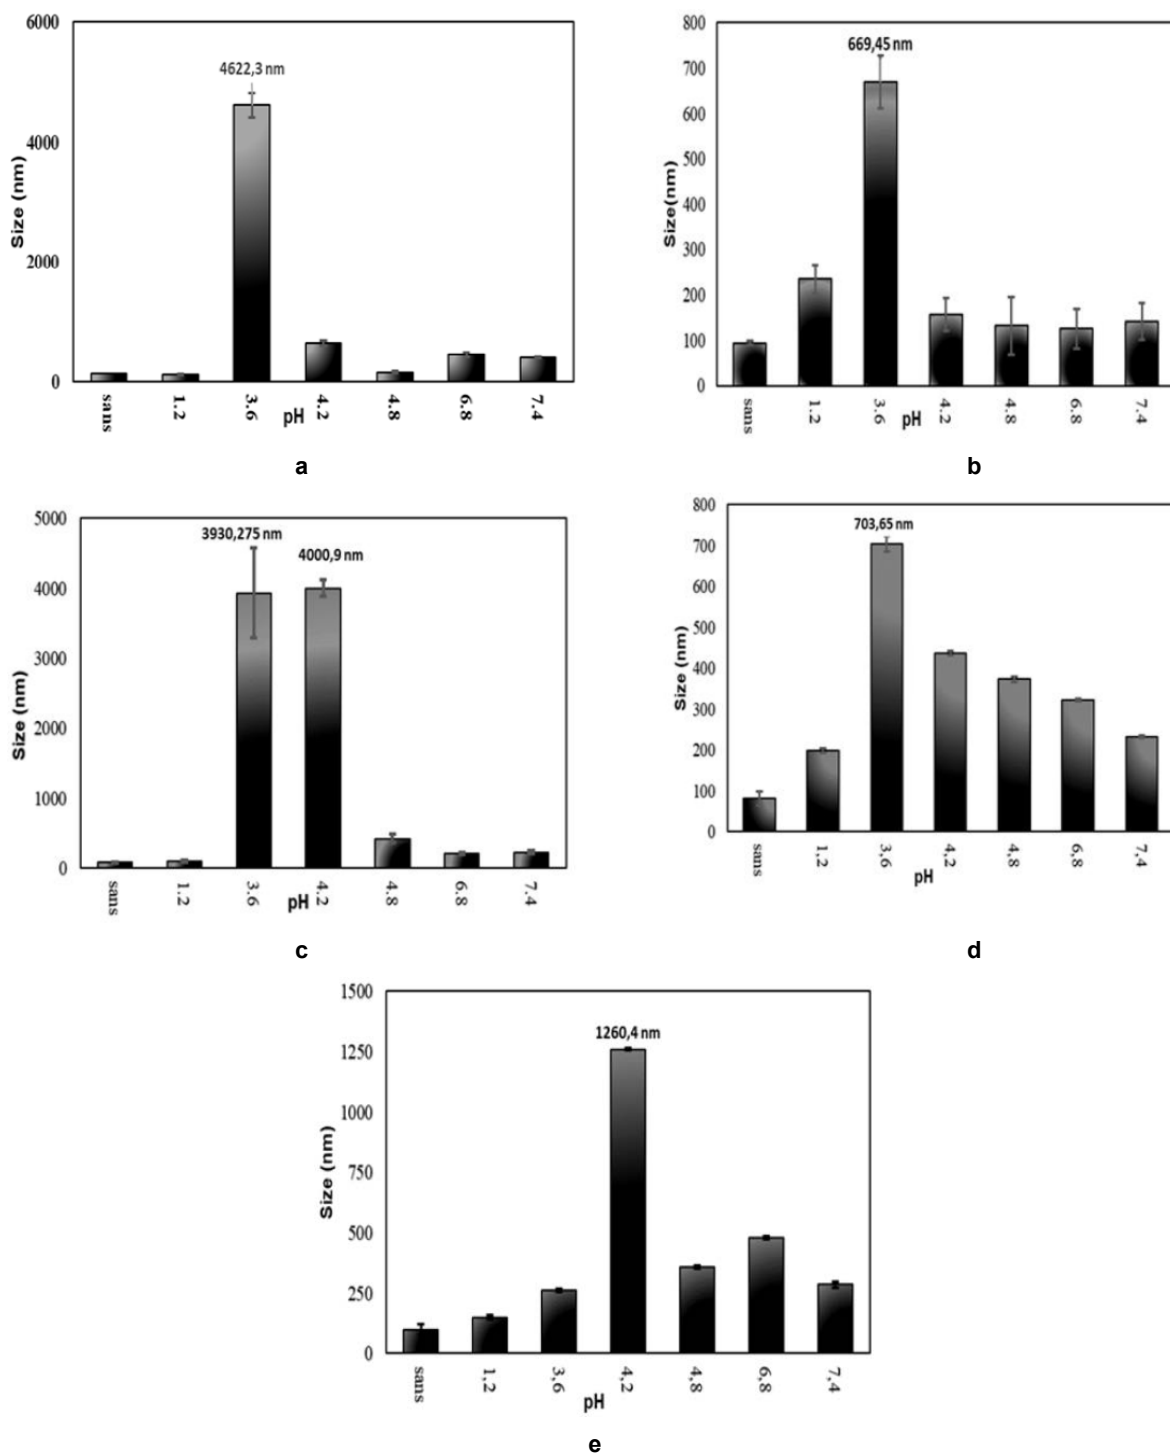 6000
4000
2000
0
Size (nm)
4622,3 nm
sans
1.2
3.6
4.2
4.8
6.8
7.4
pH
a
800
700
600
500
400
300
200
100
0
Size(nm)
669,45 nm
sans
1.2
3.6
4.2
4.8
6.8
7.4
pH
b
5000
4000
3000
2000
1000
0
Size (nm)
3930,275 nm
4000,9 nm
sans
1.2
3.6
4.2
4.8
6.8
7.4
pH
c
800
700
600
500
400
300
200
100
0
Size (nm)
703,65 nm
sans
1,2
3,6
4,2
4,8
6,8
7,4
pH
d
1500
1250
1000
750
500
250
0
Size (nm)
1260,4 nm
sans
1,2
3,6
4,2
4,8
6,8
7,4
pH
e